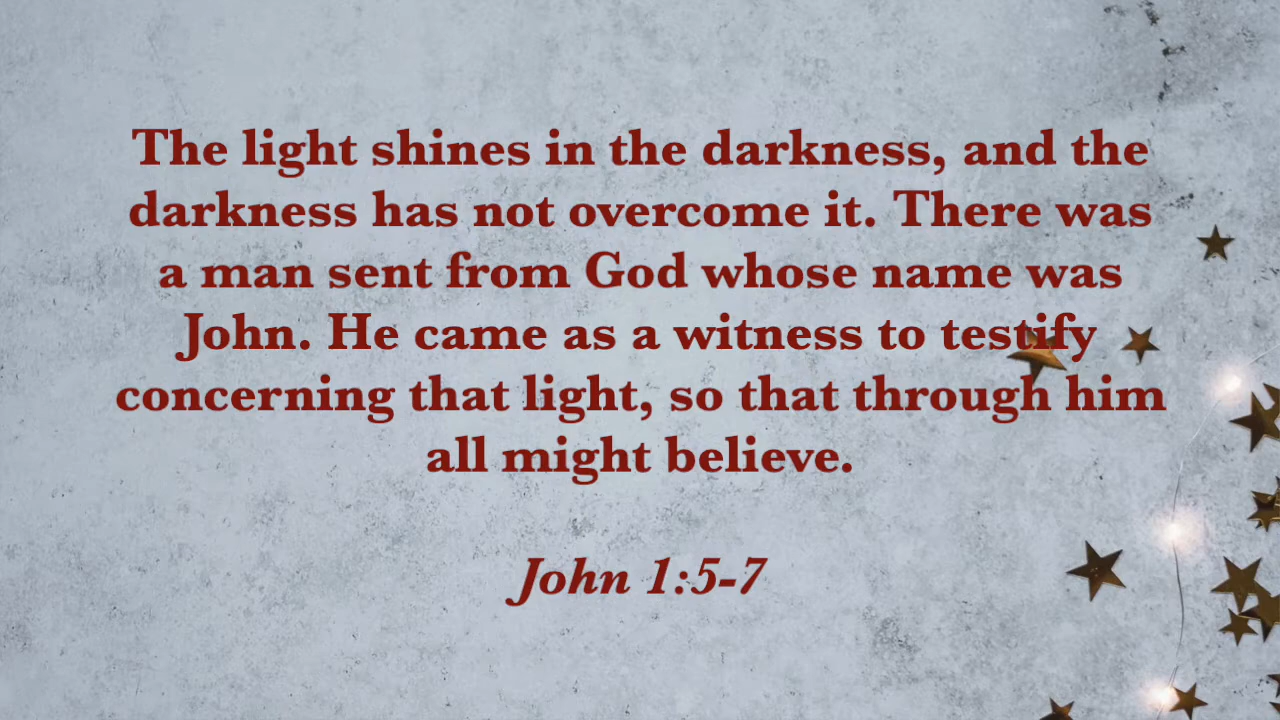 The light shines in the darkness, and the
darkness has not overcome it. There was
a man sent from God whose name was
John. He came as a witness to testify
concerning that light, so that through him
all might believe.
John 1:5-7